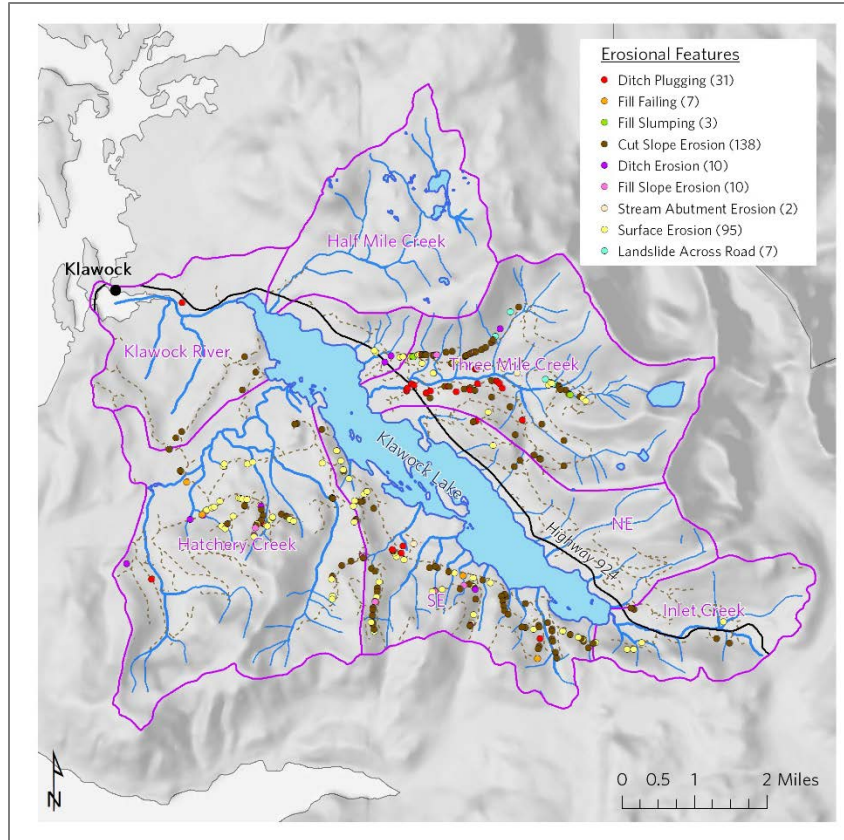 Erosional Features
Ditch Plugging (31)
Fill Failing (7)
Fill Slumping (3)
Cut Slope Erosion (138)
Ditch Erosion (10)
Fill Slope Erosion (10)
Stream Abutment Erosion (2)
Surface Erosion (95)
Landslide Across Road (7)
Half Mile Creek
Klawock
Klawock River
Three Mile Creek
Klawock Lake
Hatchery Creek
NE
Highway 924
SE
Inlet Creek
0 0.5 1 2 Miles
N